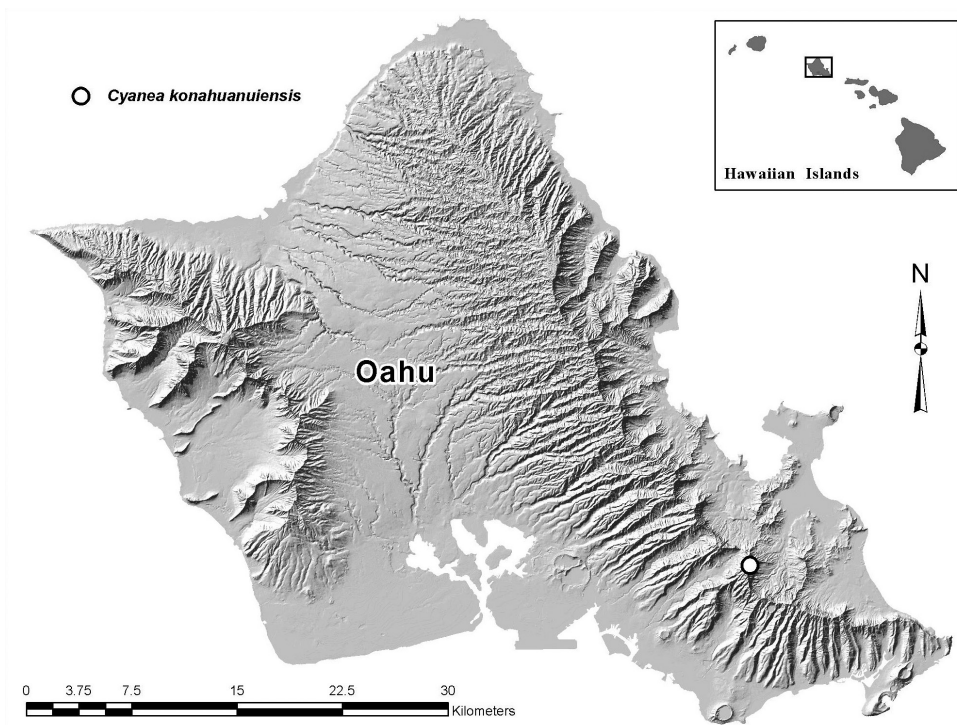 Cyanea konahuanuiensis
Hawaiian Islands
N
Oahu
0 3.75 7.5 15 22.5 30
Kilometers